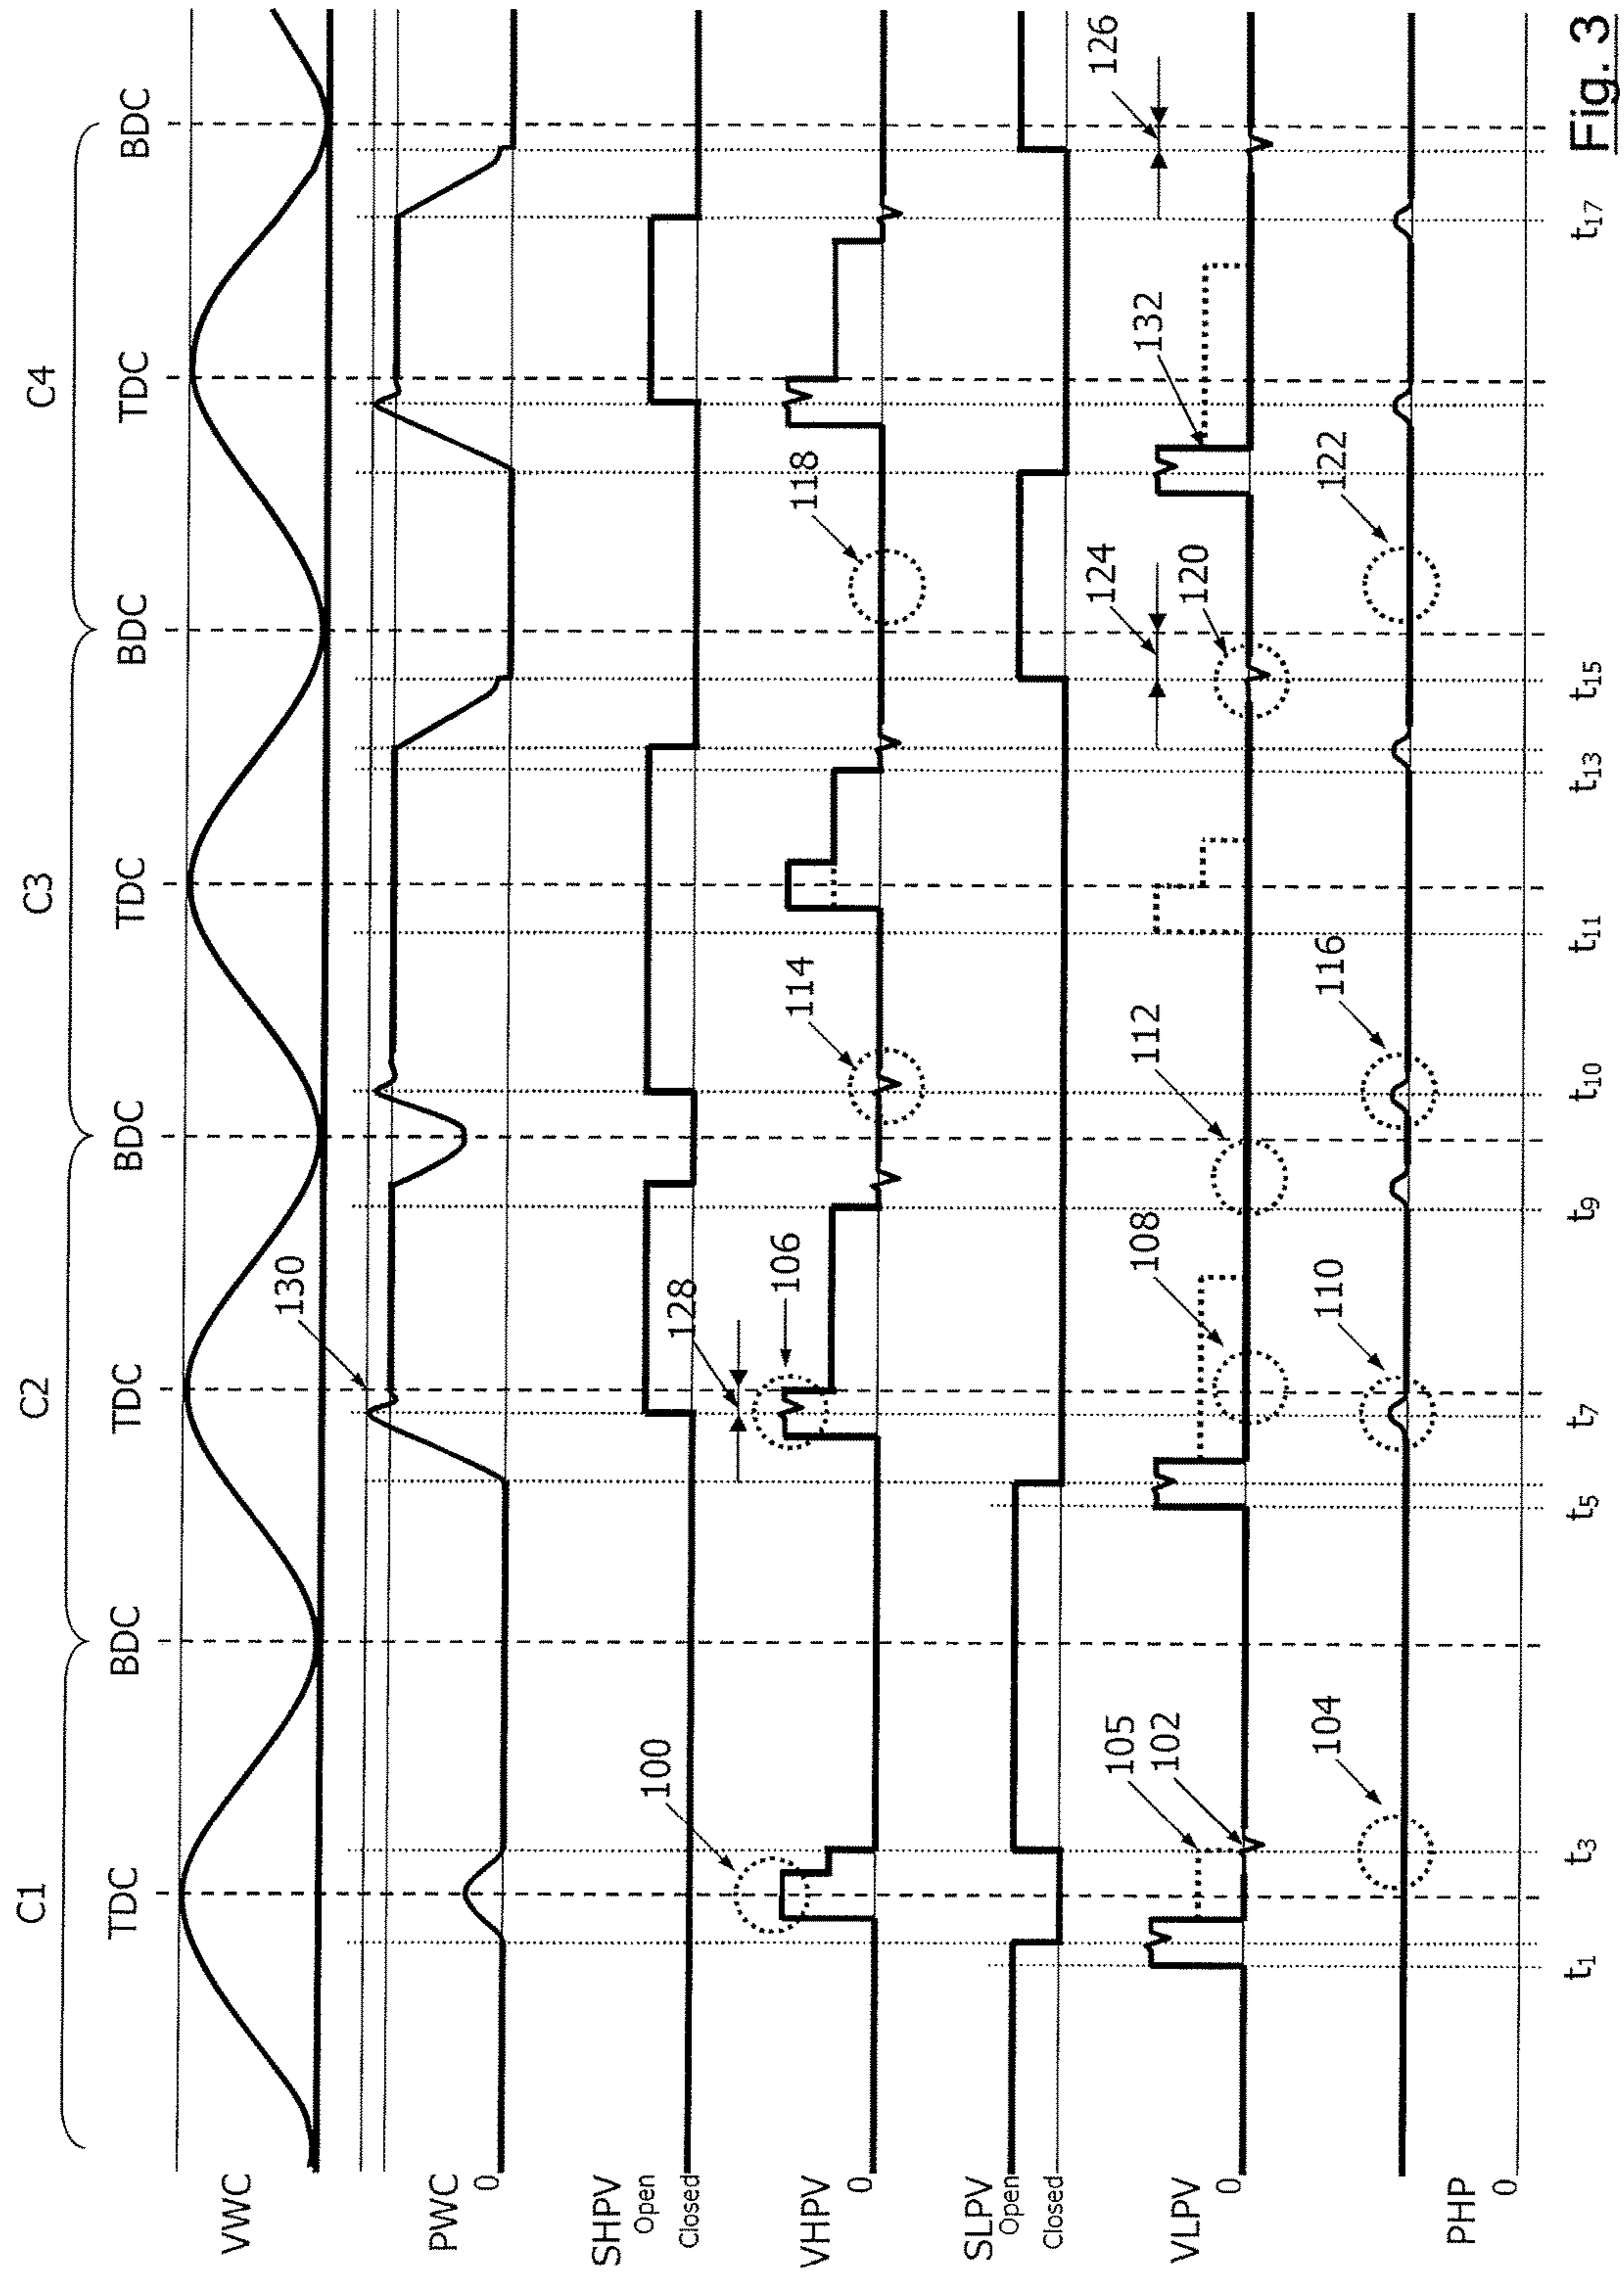 C1 C2 C3 C4
TDC BDC TDC BDC TDC BDC TDC BDC
VWC
130
PWC
0
SHPV
Open
Closed
100 128 106 114 118
VHPV
0
SLPV
Open
Closed
105 102 108 112 124 120 132 126
VLPV
0
104 110 116 122
PHP
0
t1 t3 t5 t7 t9 t10 t11 t13 t15 t17
Fig. 3